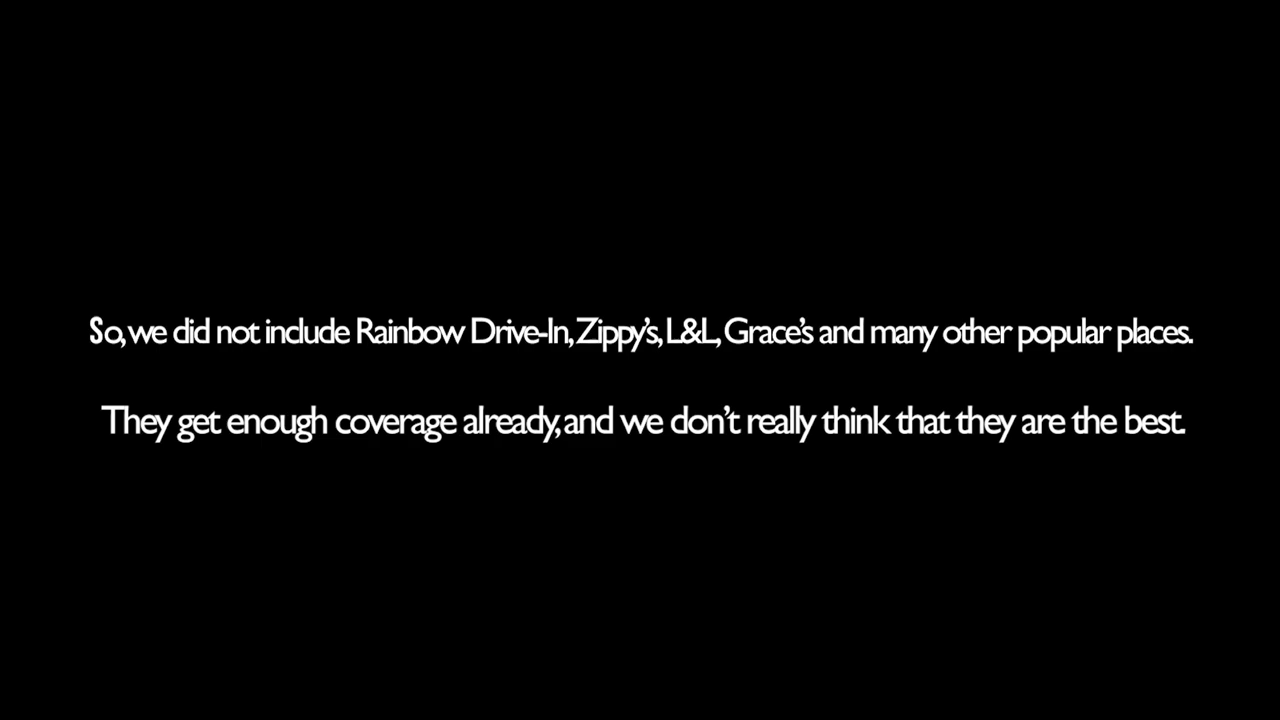 So, we did not include Rainbow Drive-In, Zippy’s, L&L, Grace’s and many other popular places.
They get enough coverage already, and we don’t really think that they are the best.